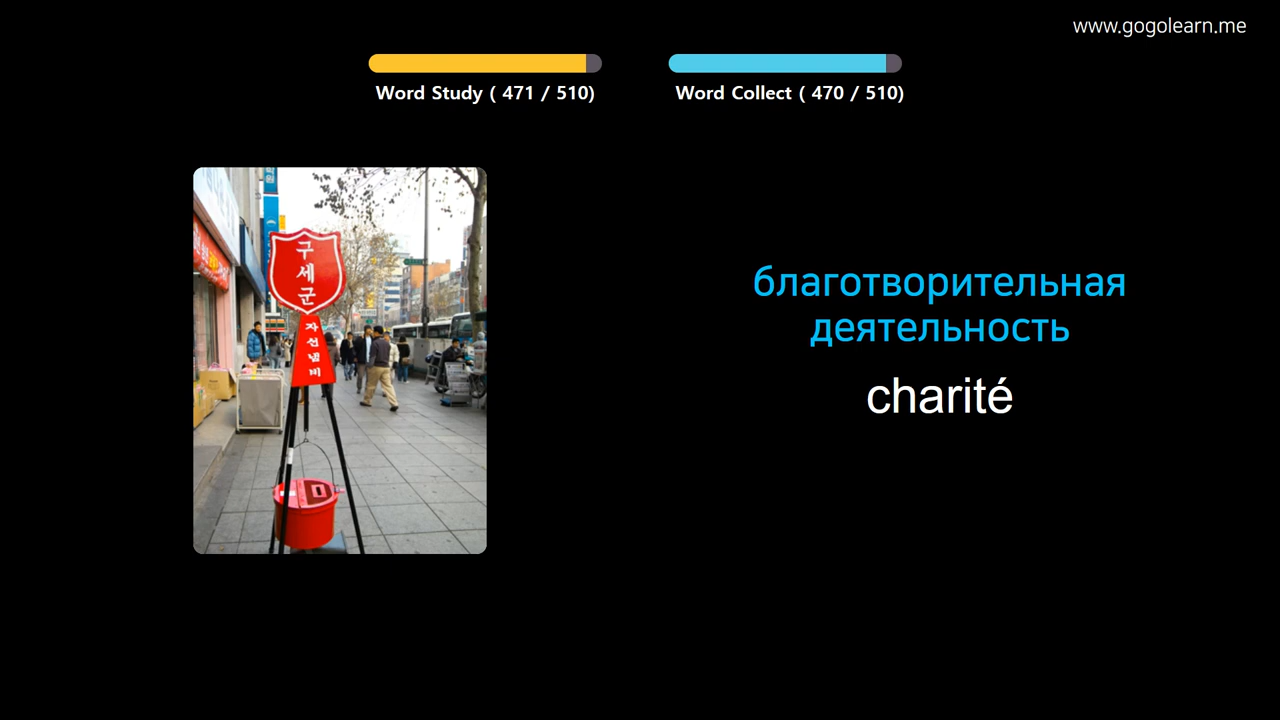 www.gogolearn.me
Word Study ( 471 / 510)
Word Collect ( 470 / 510)
구
세
군
자
선
냄
비
благотворительная
деятельность
charité